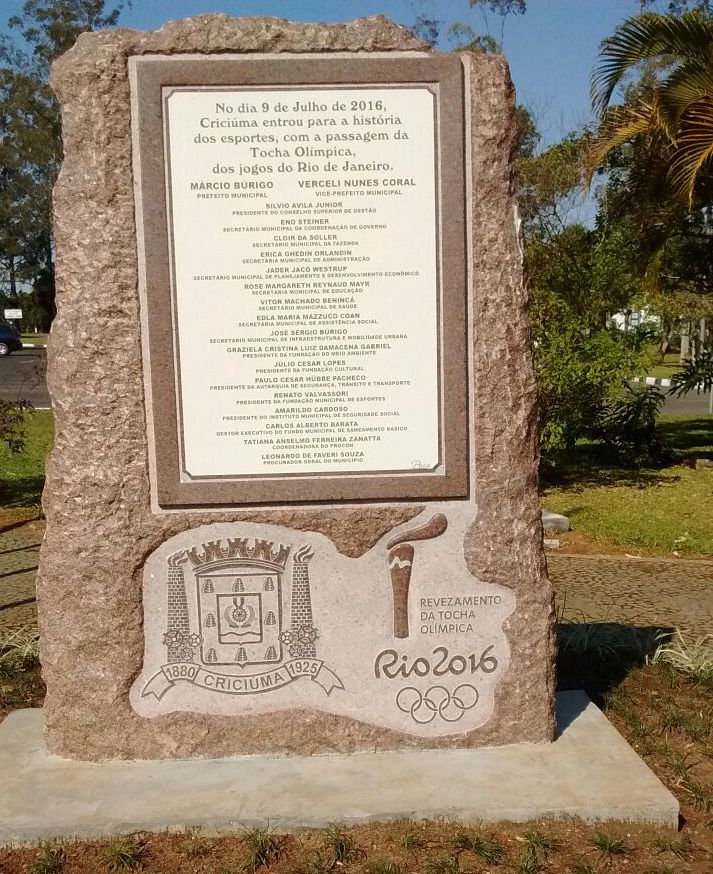 No dia 9 de Julho de 2016,
Criciúma entrou para a história
dos esportes, com a passagem da
Tocha Olímpica,
dos jogos do Rio de Janeiro.
MÁRCIO BÚRIGO VERCELI NUNES CORAL
PREFEITO MUNICIPAL VICE-PREFEITO MUNICIPAL
SILVIO AVILA JUNIOR
PRESIDENTE DO CONSELHO SUPERIOR DE GESTÃO
ENO STEINER
SECRETÁRIO MUNICIPAL DA COORDENAÇÃO DE GOVERNO
CLOIR DA SOLLER
SECRETÁRIO MUNICIPAL DA FAZENDA
ERICA GHEDIN ORLANDIN
SECRETÁRIA MUNICIPAL DE ADMINISTRAÇÃO
JADER JACÓ WESTRUP
SECRETÁRIO MUNICIPAL DE PLANEJAMENTO E DESENVOLVIMENTO ECONÔMICO
ROSE MARGARETH REYNAUD MAYR
SECRETÁRIA MUNICIPAL DE EDUCAÇÃO
VITOR MACHADO BENINCÁ
SECRETÁRIO MUNICIPAL DE SAÚDE
EDLA MARIA MAZZUCO COAN
SECRETÁRIA MUNICIPAL DE ASSISTÊNCIA SOCIAL
JOSÉ SÉRGIO BÚRIGO
SECRETÁRIO MUNICIPAL DE INFRAESTRUTURA E MOBILIDADE URBANA
GRAZIELA CRISTINA LUIZ DAMACENA GABRIEL
PRESIDENTE DA FUNDAÇÃO DO MEIO AMBIENTE
JÚLIO CESAR LOPES
PRESIDENTE DA FUNDAÇÃO CULTURAL
PAULO CESAR HÜBBE PACHECO
PRESIDENTE DA AUTARQUIA DE SEGURANÇA, TRÂNSITO E TRANSPORTE
RENATO VALVASSORI
PRESIDENTE DA FUNDAÇÃO MUNICIPAL DE ESPORTES
AMARILDO CARDOSO
PRESIDENTE DO INSTITUTO MUNICIPAL DE SEGURIDADE SOCIAL
CARLOS ALBERTO BARATA
GESTOR EXECUTIVO DO FUNDO MUNICIPAL DE SANEAMENTO BÁSICO
TATIANA ANSELMO FERREIRA ZANATTA
COORDENADORA DO PROCON
LEONARDO DE FAVERI SOUZA
PROCURADOR GERAL DO MUNICÍPIO
REVEZAMENTO
DA TOCHA
OLÍMPICA
Rio2016
1880 CRICIÚMA 1925